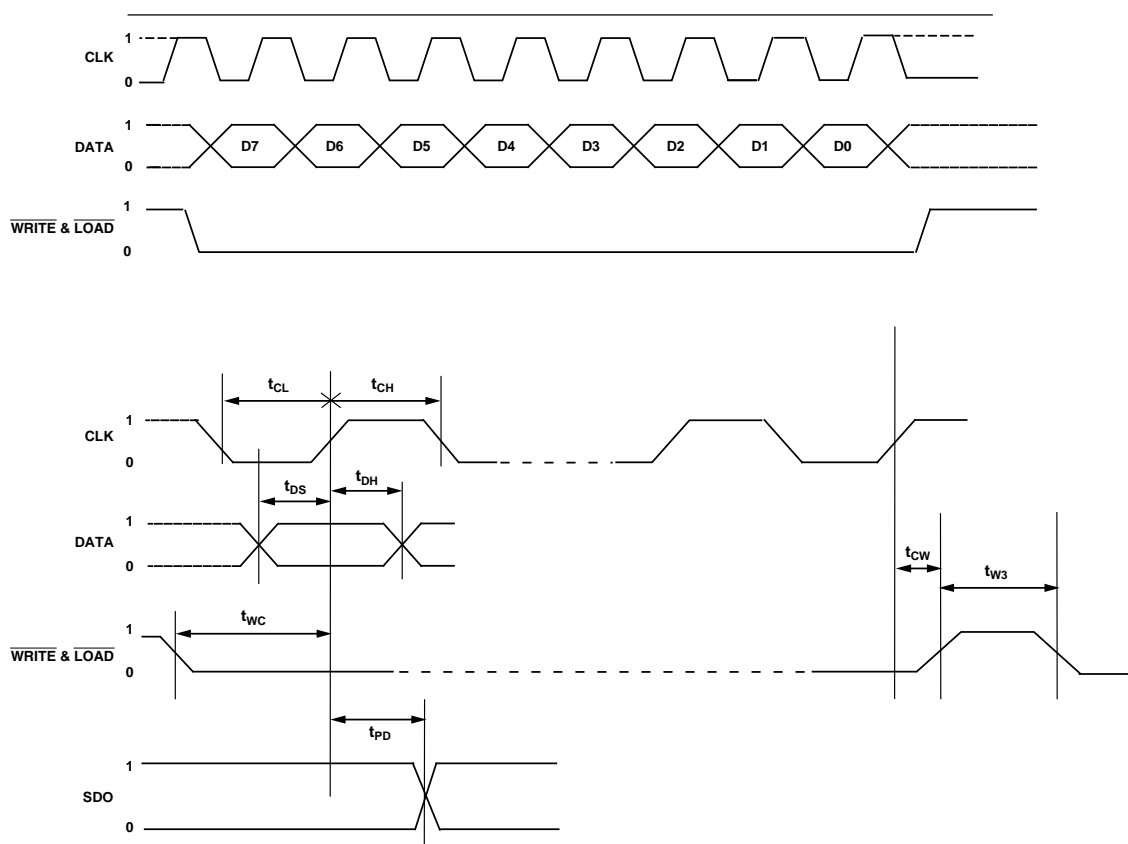 1
CLK
0
1
DATA D7 D6 D5 D4 D3 D2 D1 D0
0
1
WRITE & LOAD
0
tCL tCH
1
CLK
0
tDS tDH
1
DATA
0
tCW tW3
tWC
1
WRITE & LOAD
0
tPD
1
SDO
0